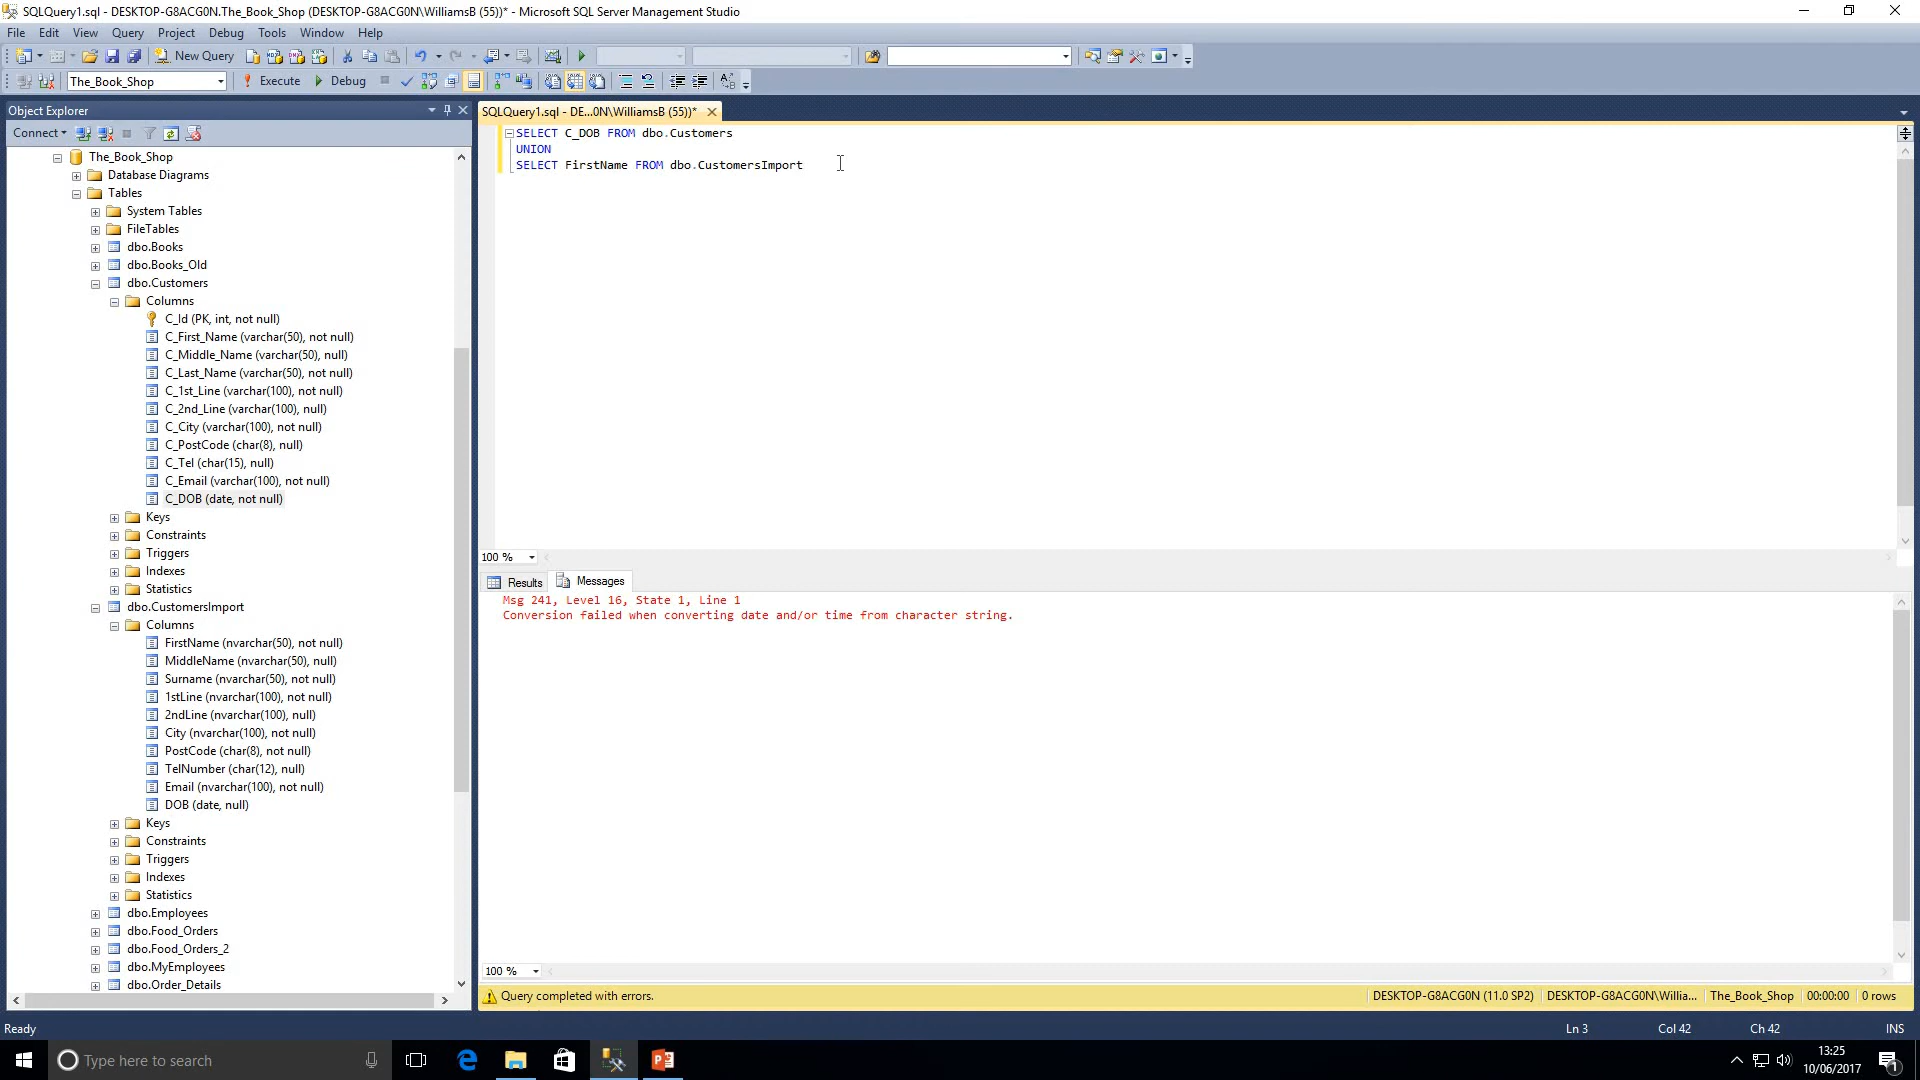 SQLQuery1.sql - DESKTOP-G8ACG0N.The_Book_Shop (DESKTOP-G8ACG0N\WilliamsB (55))* - Microsoft SQL Server Management Studio
File Edit View Query Project Debug Tools Window Help
New Query
The_Book_Shop Execute Debug
Object Explorer
SQLQuery1.sql - DE...0N\WilliamsB (55))*
Connect
The_Book_Shop
Database Diagrams
Tables
System Tables
FileTables
dbo.Books
dbo.Books_Old
dbo.Customers
Columns
C_Id (PK, int, not null)
C_First_Name (varchar(50), not null)
C_Middle_Name (varchar(50), null)
C_Last_Name (varchar(50), not null)
C_1st_Line (varchar(100), not null)
C_2nd_Line (varchar(100), null)
C_City (varchar(100), not null)
C_PostCode (char(8), null)
C_Tel (char(15), null)
C_Email (varchar(100), not null)
C_DOB (date, not null)
Keys
Constraints
Triggers
Indexes
Statistics
dbo.CustomersImport
Columns
FirstName (nvarchar(50), not null)
MiddleName (nvarchar(50), null)
Surname (nvarchar(50), not null)
1stLine (nvarchar(100), not null)
2ndLine (nvarchar(100), null)
City (nvarchar(100), not null)
PostCode (char(8), not null)
TelNumber (char(12), null)
Email (nvarchar(100), not null)
DOB (date, null)
Keys
Constraints
Triggers
Indexes
Statistics
dbo.Employees
dbo.Food_Orders
dbo.Food_Orders_2
dbo.MyEmployees
dbo.Order_Details
SELECT C_DOB FROM dbo.Customers
UNION
SELECT FirstName FROM dbo.CustomersImport
100 %
Results Messages
Msg 241, Level 16, State 1, Line 1
Conversion failed when converting date and/or time from character string.
100 %
Query completed with errors. DESKTOP-G8ACG0N (11.0 SP2) DESKTOP-G8ACG0N\Willia... The_Book_Shop 00:00:00 0 rows
Ready Ln 3 Col 42 Ch 42 INS
Type here to search
13:25
10/06/2017
1